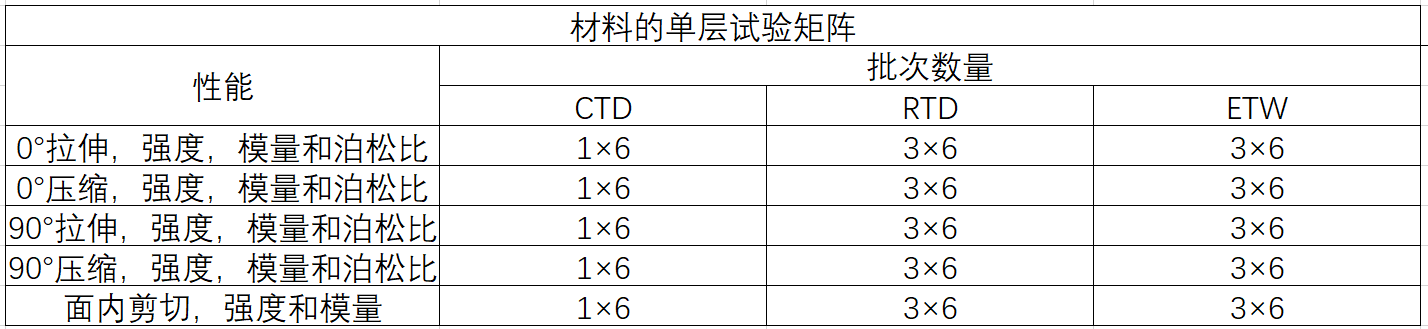 材料的单层试验矩阵
性能
批次数量
CTD RTD ETW
0°拉伸，强度，模量和泊松比 1×6 3×6 3×6
0°压缩，强度，模量和泊松比 1×6 3×6 3×6
90°拉伸，强度，模量和泊松比 1×6 3×6 3×6
90°压缩，强度，模量和泊松比 1×6 3×6 3×6
面内剪切，强度和模量 1×6 3×6 3×6